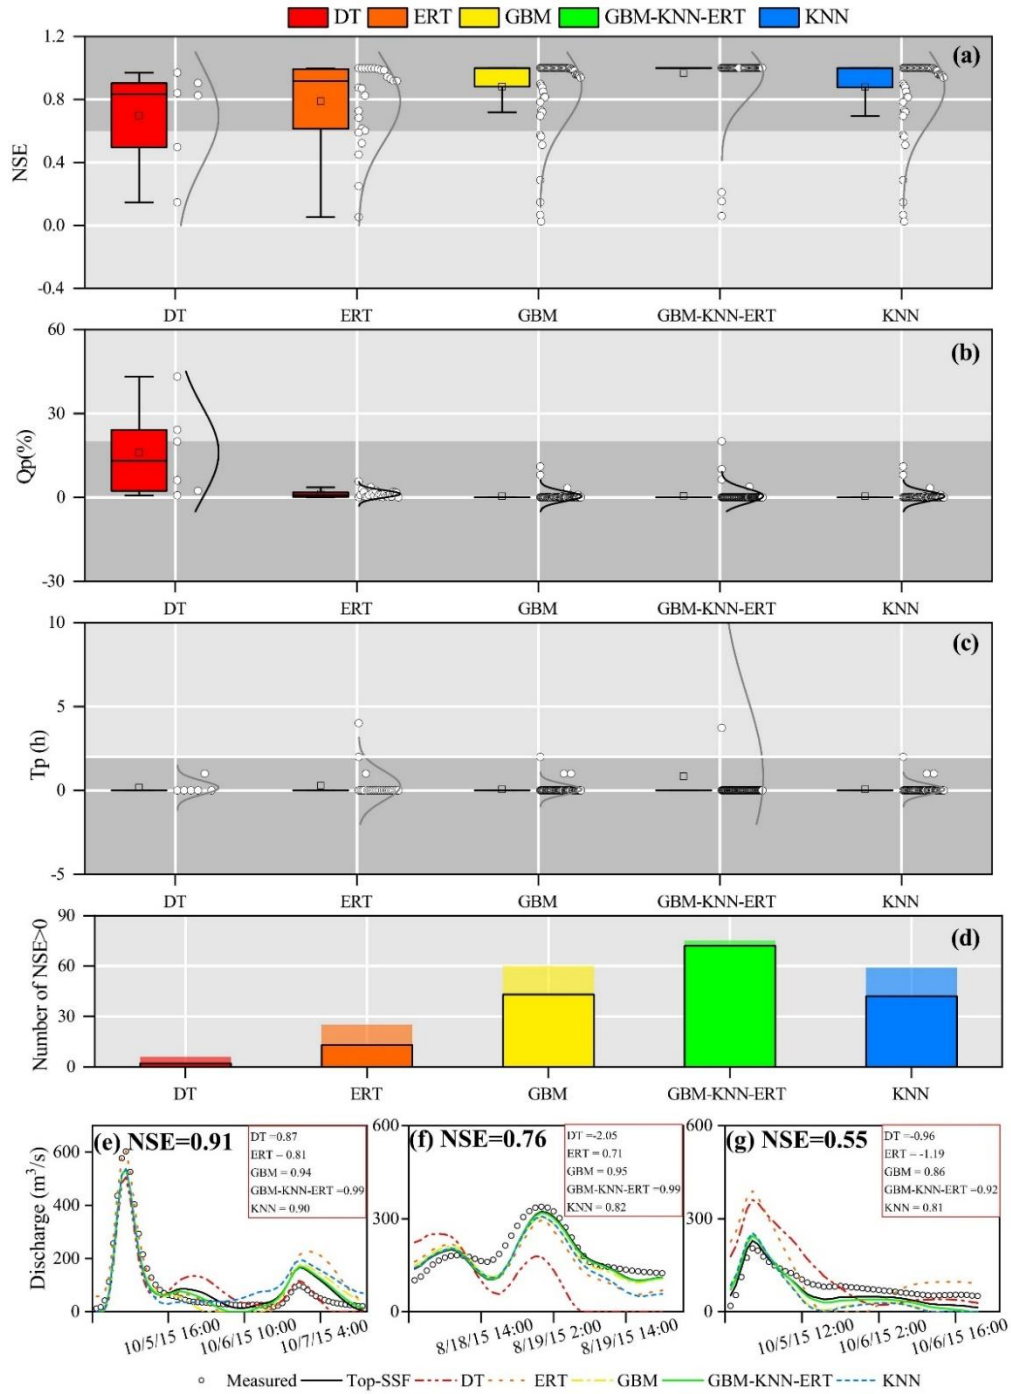 DT ERT GBM GBM-KNN-ERT KNN
(a)
NSE
1.2
0.8
0.4
0.0
-0.4
DT ERT GBM GBM-KNN-ERT KNN
(b)
Qp(%)
60
30
0
-30
DT ERT GBM GBM-KNN-ERT KNN
(c)
Tp (h)
10
5
0
-5
DT ERT GBM GBM-KNN-ERT KNN
(d)
Number of NSE>0
90
60
30
0
DT ERT GBM GBM-KNN-ERT KNN
(e) NSE=0.91
DT =0.87
ERT = 0.81
GBM = 0.94
GBM-KNN-ERT =0.99
KNN = 0.90
Discharge (m³/s)
600
400
200
0
10/5/15 16:00 10/6/15 10:00 10/7/15 4:00
(f) NSE=0.76
DT =-2.05
ERT = 0.71
GBM = 0.95
GBM-KNN-ERT =0.99
KNN = 0.82
600
300
0
8/18/15 14:00 8/19/15 2:00 8/19/15 14:00
(g) NSE=0.55
DT =-0.96
ERT = -1.19
GBM = 0.86
GBM-KNN-ERT =0.92
KNN = 0.81
600
300
0
10/5/15 12:00 10/6/15 2:00 10/6/15 16:00
Measured Top-SSF DT ERT GBM GBM-KNN-ERT KNN